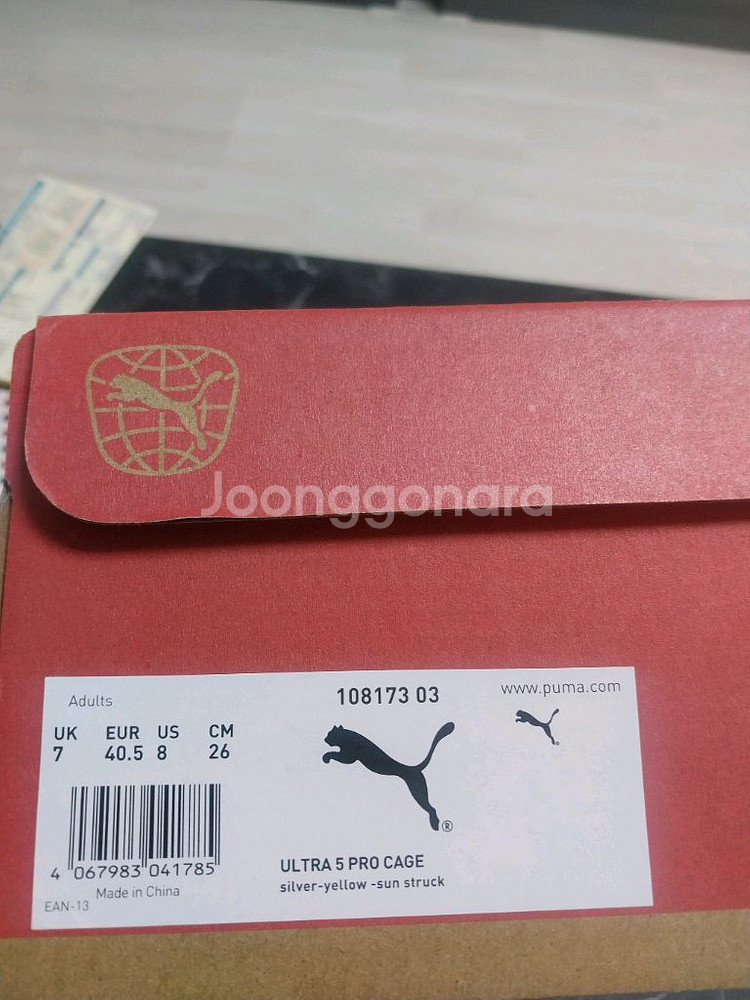 Joonggonara
Adults
108173 03
www.puma.com
UK EUR US CM
7 40.5 8 26
®
®
4 067983 041785
Made in China
EAN-13
ULTRA 5 PRO CAGE
silver-yellow -sun struck